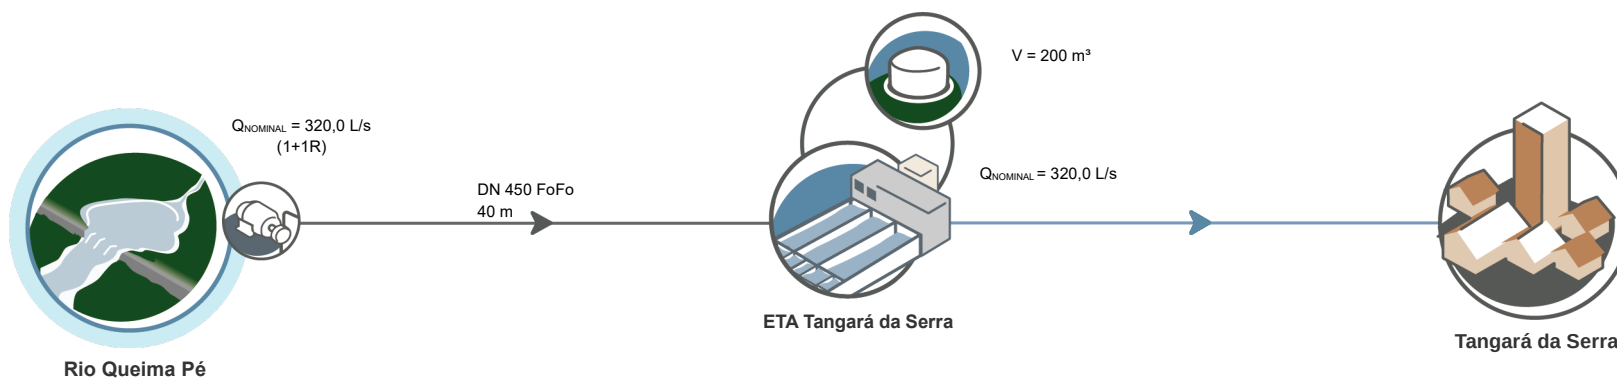 V = 200 m³
QNOMINAL = 320,0 L/s
(1+1R)
DN 450 FoFo
40 m
QNOMINAL = 320,0 L/s
ETA Tangará da Serra
Tangará da Serra
Rio Queima Pé